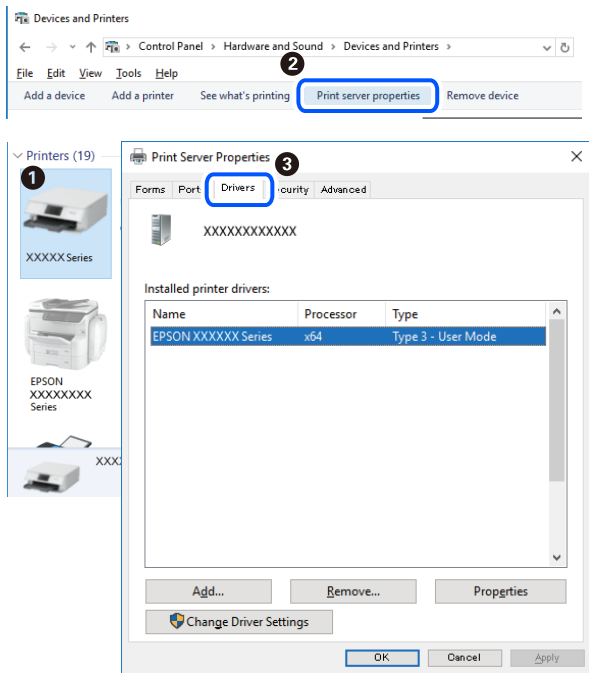 Devices and Printers
Control Panel > Hardware and Sound > Devices and Printers >
2
File Edit View Tools Help
Add a device Add a printer See what's printing Print server properties Remove device
Printers (19)
1
XXXXX Series
EPSON
XXXXXXXX
Series
XXX
Print Server Properties
3
Forms Port Drivers curity Advanced
XXXXXXXXXXXX
Installed printer drivers:
Name Processor Type
EPSON XXXXXX Series x64 Type 3 - User Mode
Add... Remove... Properties
Change Driver Settings
OK Cancel Apply